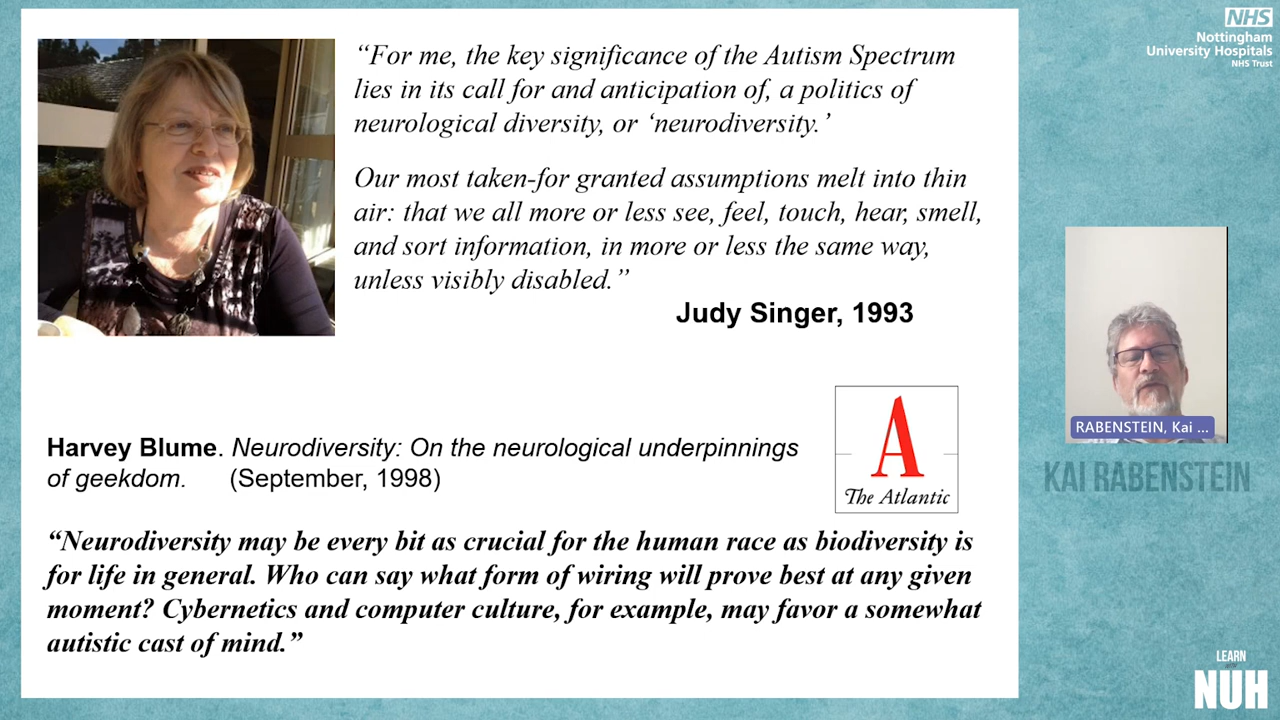 “For me, the key significance of the Autism Spectrum
lies in its call for and anticipation of, a politics of
neurological diversity, or ‘neurodiversity.’
Our most taken-for granted assumptions melt into thin
air: that we all more or less see, feel, touch, hear, smell,
and sort information, in more or less the same way,
unless visibly disabled.”
Judy Singer, 1993
Harvey Blume. Neurodiversity: On the neurological underpinnings
of geekdom. (September, 1998)
A
The Atlantic
“Neurodiversity may be every bit as crucial for the human race as biodiversity is
for life in general. Who can say what form of wiring will prove best at any given
moment? Cybernetics and computer culture, for example, may favor a somewhat
autistic cast of mind.”
NHS
Nottingham
University Hospitals
NHS Trust
RABENSTEIN, Kai ...
KAI RABENSTEIN
LEARN
NUH